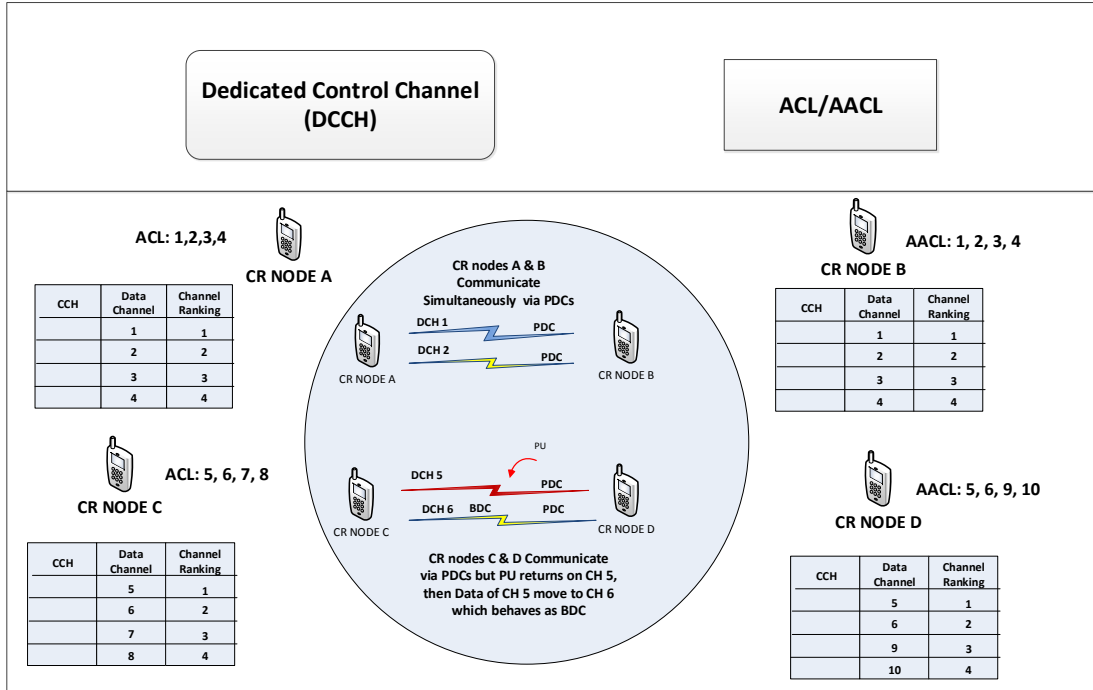 Dedicated Control Channel
(DCCH)
ACL/AACL
ACL: 1,2,3,4
CR NODE A
CCH Data Channel Channel Ranking
1 1
2 2
3 3
4 4
AACL: 1, 2, 3, 4
CR NODE B
CCH Data Channel Channel Ranking
1 1
2 2
3 3
4 4
CR nodes A & B
Communicate
Simultaneously via PDCs
DCH 1 PDC
DCH 2 PDC
CR NODE A
CR NODE B
PU
DCH 5 PDC
DCH 6 BDC PDC
CR NODE C
CR NODE D
CR nodes C & D Communicate
via PDCs but PU returns on CH 5,
then Data of CH 5 move to CH 6
which behaves as BDC
ACL: 5, 6, 7, 8
CR NODE C
CCH Data Channel Channel Ranking
5 1
6 2
7 3
8 4
AACL: 5, 6, 9, 10
CR NODE D
CCH Data Channel Channel Ranking
5 1
6 2
9 3
10 4